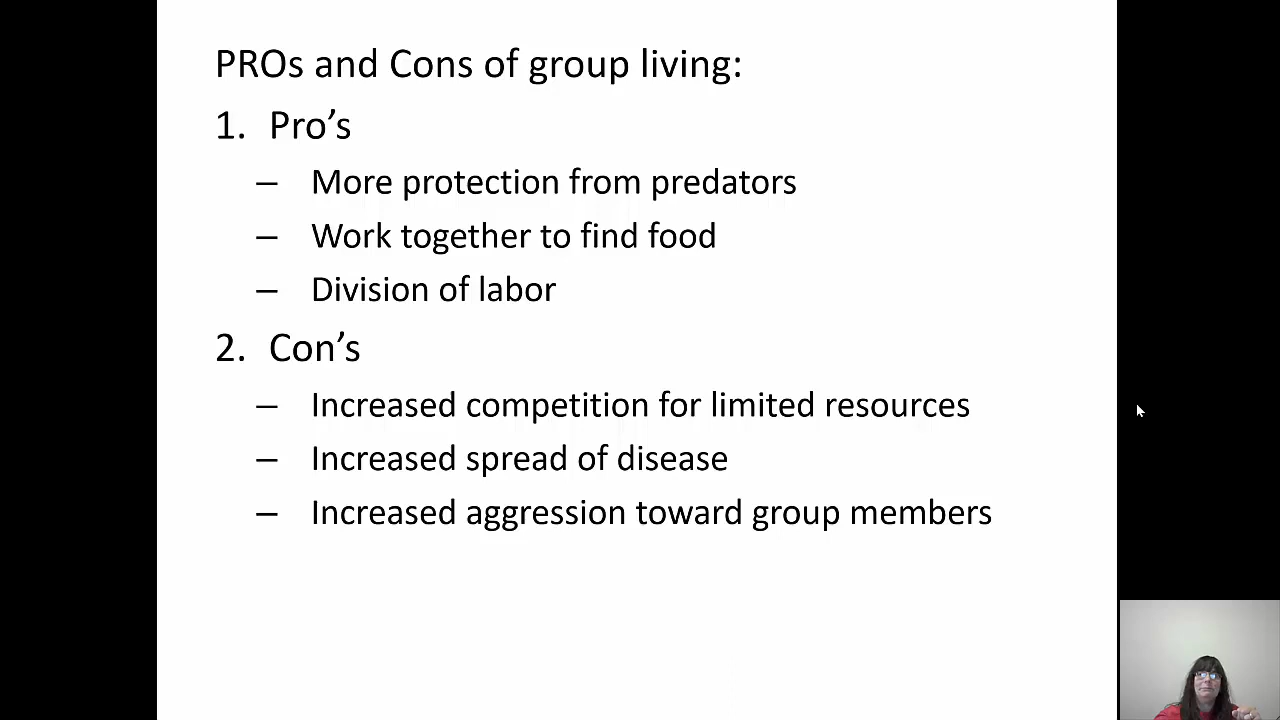 PROs and Cons of group living:
1. Pro’s
– More protection from predators
– Work together to find food
– Division of labor
2. Con’s
– Increased competition for limited resources
– Increased spread of disease
– Increased aggression toward group members